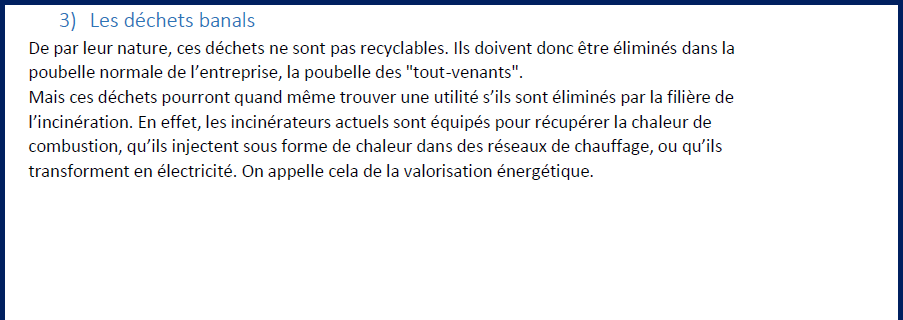 3) Les déchets banals
De par leur nature, ces déchets ne sont pas recyclables. Ils doivent donc être éliminés dans la
poubelle normale de l’entreprise, la poubelle des "tout-venants".
Mais ces déchets pourront quand même trouver une utilité s’ils sont éliminés par la filière de
l’incinération. En effet, les incinérateurs actuels sont équipés pour récupérer la chaleur de
combustion, qu’ils injectent sous forme de chaleur dans des réseaux de chauffage, ou qu’ils
transforment en électricité. On appelle cela de la valorisation énergétique.